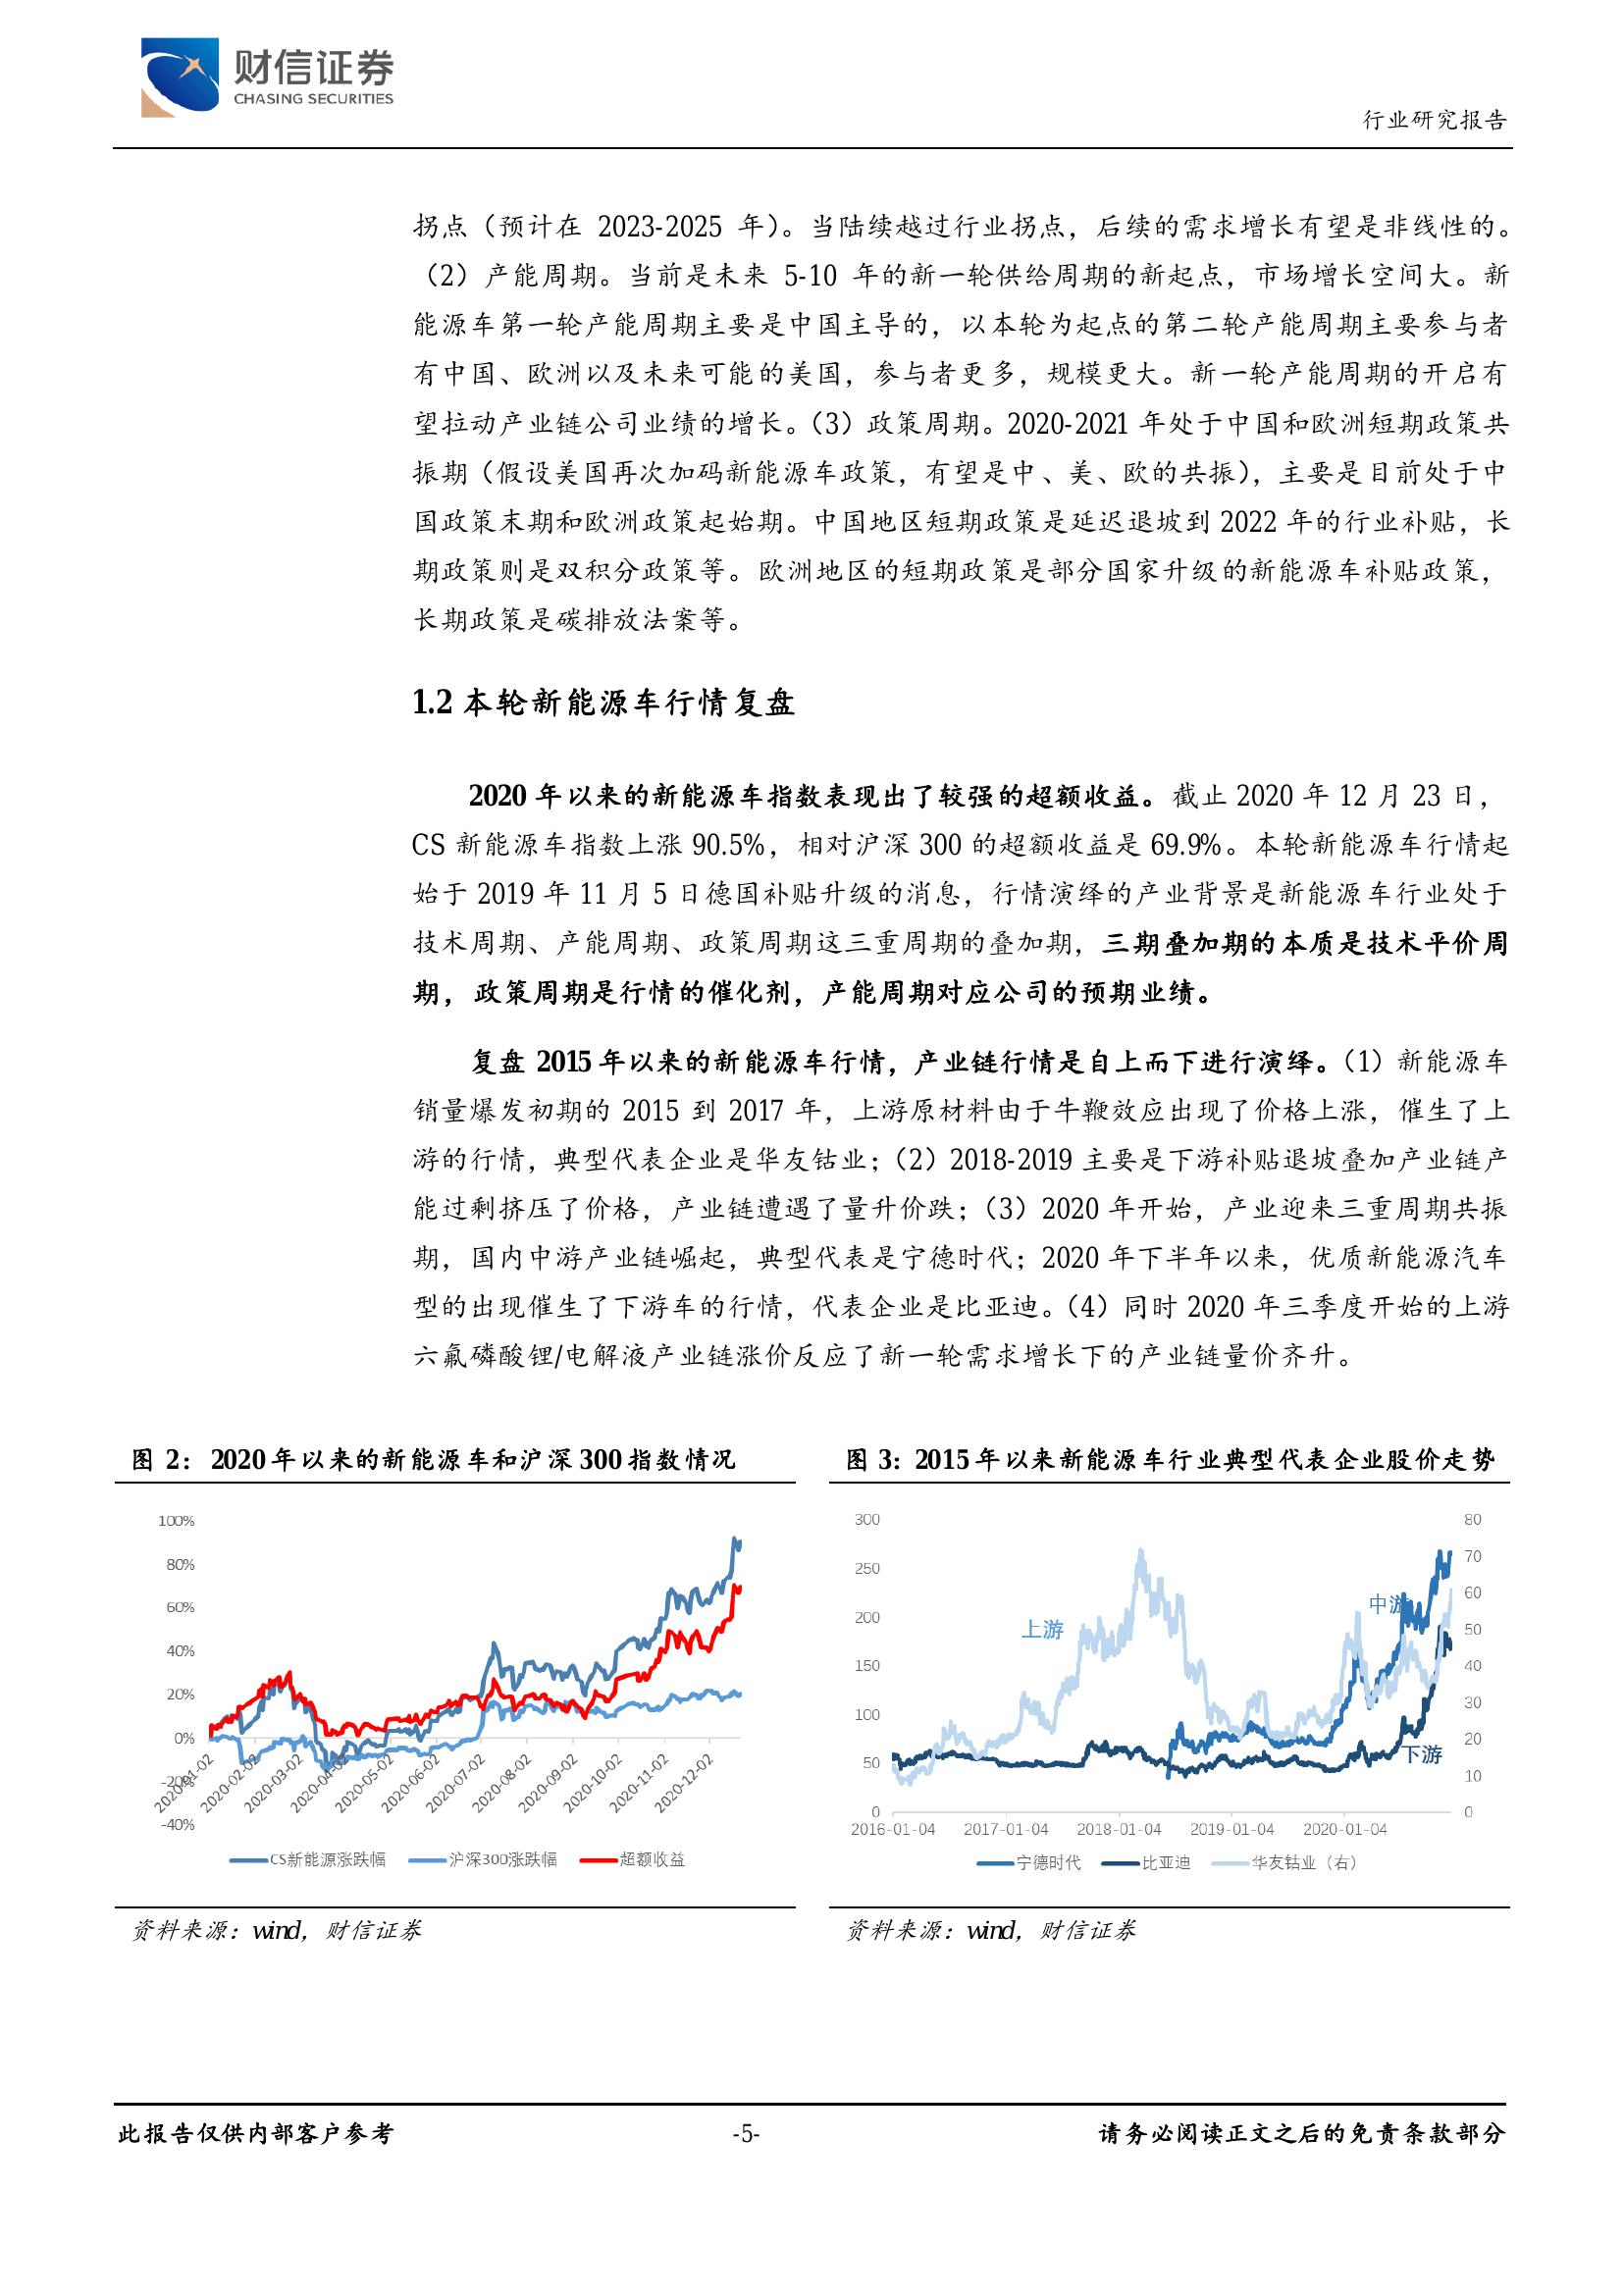 财信证券
CHASING SECURITIES
行业研究报告
拐点（预计在 2023-2025 年）。当陆续越过行业拐点，后续的需求增长有望是非线性的。
（2）产能周期。当前是未来 5-10 年的新一轮供给周期的新起点，市场增长空间大。新
能源车第一轮产能周期主要是中国主导的，以本轮为起点的第二轮产能周期主要参与者
有中国、欧洲以及未来可能的美国，参与者更多，规模更大。新一轮产能周期的开启有
望拉动产业链公司业绩的增长。（3）政策周期。2020-2021 年处于中国和欧洲短期政策共
振期（假设美国再次加码新能源车政策，有望是中、美、欧的共振），主要是目前处于中
国政策末期和欧洲政策起始期。中国地区短期政策是延迟退坡到 2022 年的行业补贴，长
期政策则是双积分政策等。欧洲地区的短期政策是部分国家升级的新能源车补贴政策，
长期政策是碳排放法案等。
1.2 本轮新能源车行情复盘
2020 年以来的新能源车指数表现出了较强的超额收益。截止 2020 年 12 月 23 日，
CS 新能源车指数上涨 90.5%，相对沪深 300 的超额收益是 69.9%。本轮新能源车行情起
始于 2019 年 11 月 5 日德国补贴升级的消息，行情演绎的产业背景是新能源车行业处于
技术周期、产能周期、政策周期这三重周期的叠加期，三期叠加期的本质是技术平价周
期，政策周期是行情的催化剂，产能周期对应公司的预期业绩。
复盘 2015 年以来的新能源车行情，产业链行情是自上而下进行演绎。（1）新能源车
销量爆发初期的 2015 到 2017 年，上游原材料由于牛鞭效应出现了价格上涨，催生了上
游的行情，典型代表企业是华友钴业；（2）2018-2019 主要是下游补贴退坡叠加产业链产
能过剩挤压了价格，产业链遭遇了量升价跌；（3）2020 年开始，产业迎来三重周期共振
期，国内中游产业链崛起，典型代表是宁德时代；2020 年下半年以来，优质新能源汽车
型的出现催生了下游车的行情，代表企业是比亚迪。（4）同时 2020 年三季度开始的上游
六氟磷酸锂/电解液产业链涨价反应了新一轮需求增长下的产业链量价齐升。
图 2：2020 年以来的新能源车和沪深 300 指数情况
100%
80%
60%
40%
20%
0%
-20%
-40%
2020-01-02
2020-02-02
2020-03-02
2020-04-02
2020-05-02
2020-06-02
2020-07-02
2020-08-02
2020-09-02
2020-10-02
2020-11-02
2020-12-02
CS新能源涨跌幅 沪深300涨跌幅 超额收益
资料来源：wind，财信证券
图 3：2015 年以来新能源车行业典型代表企业股价走势
300
250
200
150
100
50
0
80
70
60
50
40
30
20
10
0
上游
中游
下游
2016-01-04 2017-01-04 2018-01-04 2019-01-04 2020-01-04
宁德时代 比亚迪 华友钴业（右）
资料来源：wind，财信证券
此报告仅供内部客户参考
-5-
请务必阅读正文之后的免责条款部分